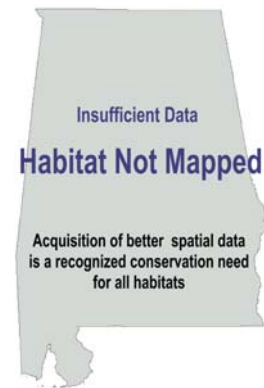 Insufficient Data
Habitat Not Mapped
Acquisition of better spatial data
is a recognized conservation need
for all habitats